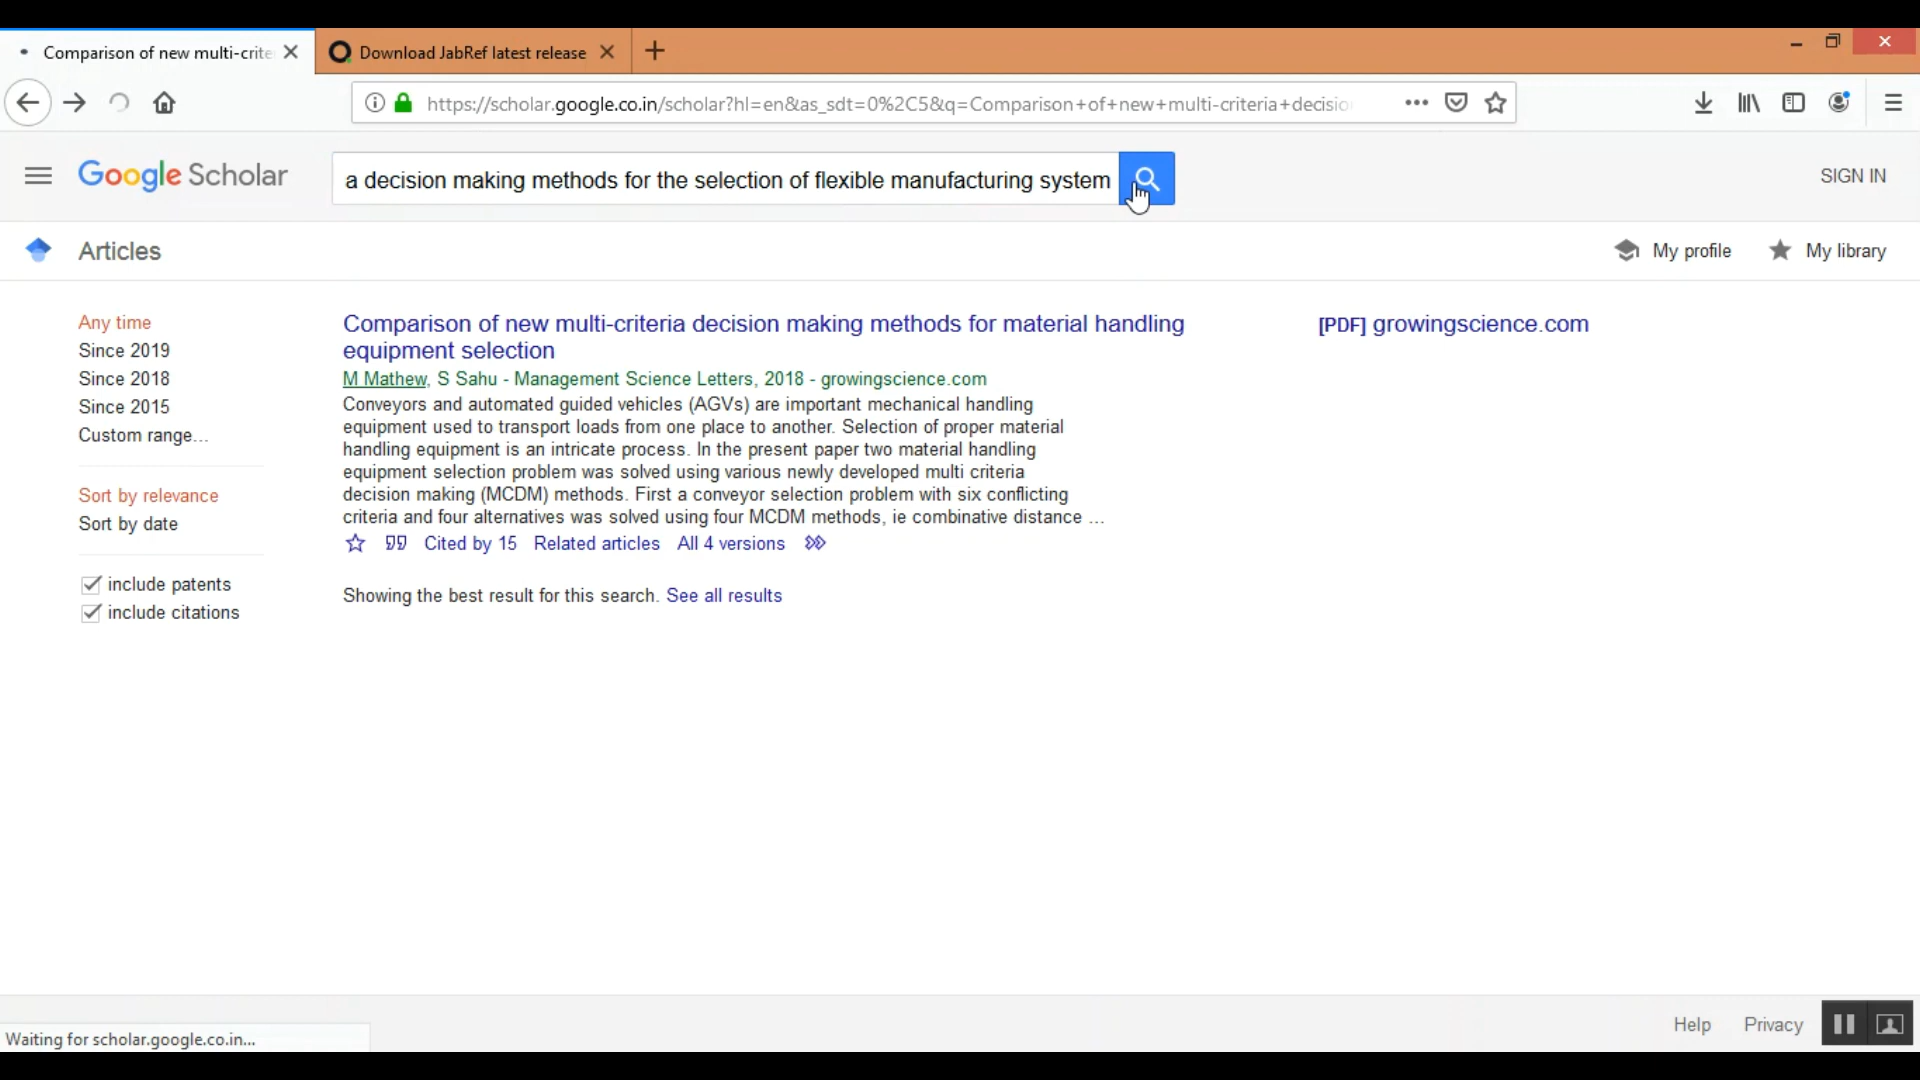 Comparison of new multi-crite
Download JabRef latest release
https://scholar.google.co.in/scholar?hl=en&as_sdt=0%2C5&q=Comparison+of+new+multi-criteria+decisio
Google Scholar
a decision making methods for the selection of flexible manufacturing system
SIGN IN
Articles
My profile
My library
Any time
Since 2019
Since 2018
Since 2015
Custom range...
Sort by relevance
Sort by date
include patents
include citations
Comparison of new multi-criteria decision making methods for material handling
equipment selection
[PDF] growingscience.com
M Mathew, S Sahu - Management Science Letters, 2018 - growingscience.com
Conveyors and automated guided vehicles (AGVs) are important mechanical handling
equipment used to transport loads from one place to another. Selection of proper material
handling equipment is an intricate process. In the present paper two material handling
equipment selection problem was solved using various newly developed multi criteria
decision making (MCDM) methods. First a conveyor selection problem with six conflicting
criteria and four alternatives was solved using four MCDM methods, ie combinative distance ...
Cited by 15 Related articles All 4 versions
Showing the best result for this search. See all results
Help
Privacy
Waiting for scholar.google.co.in...